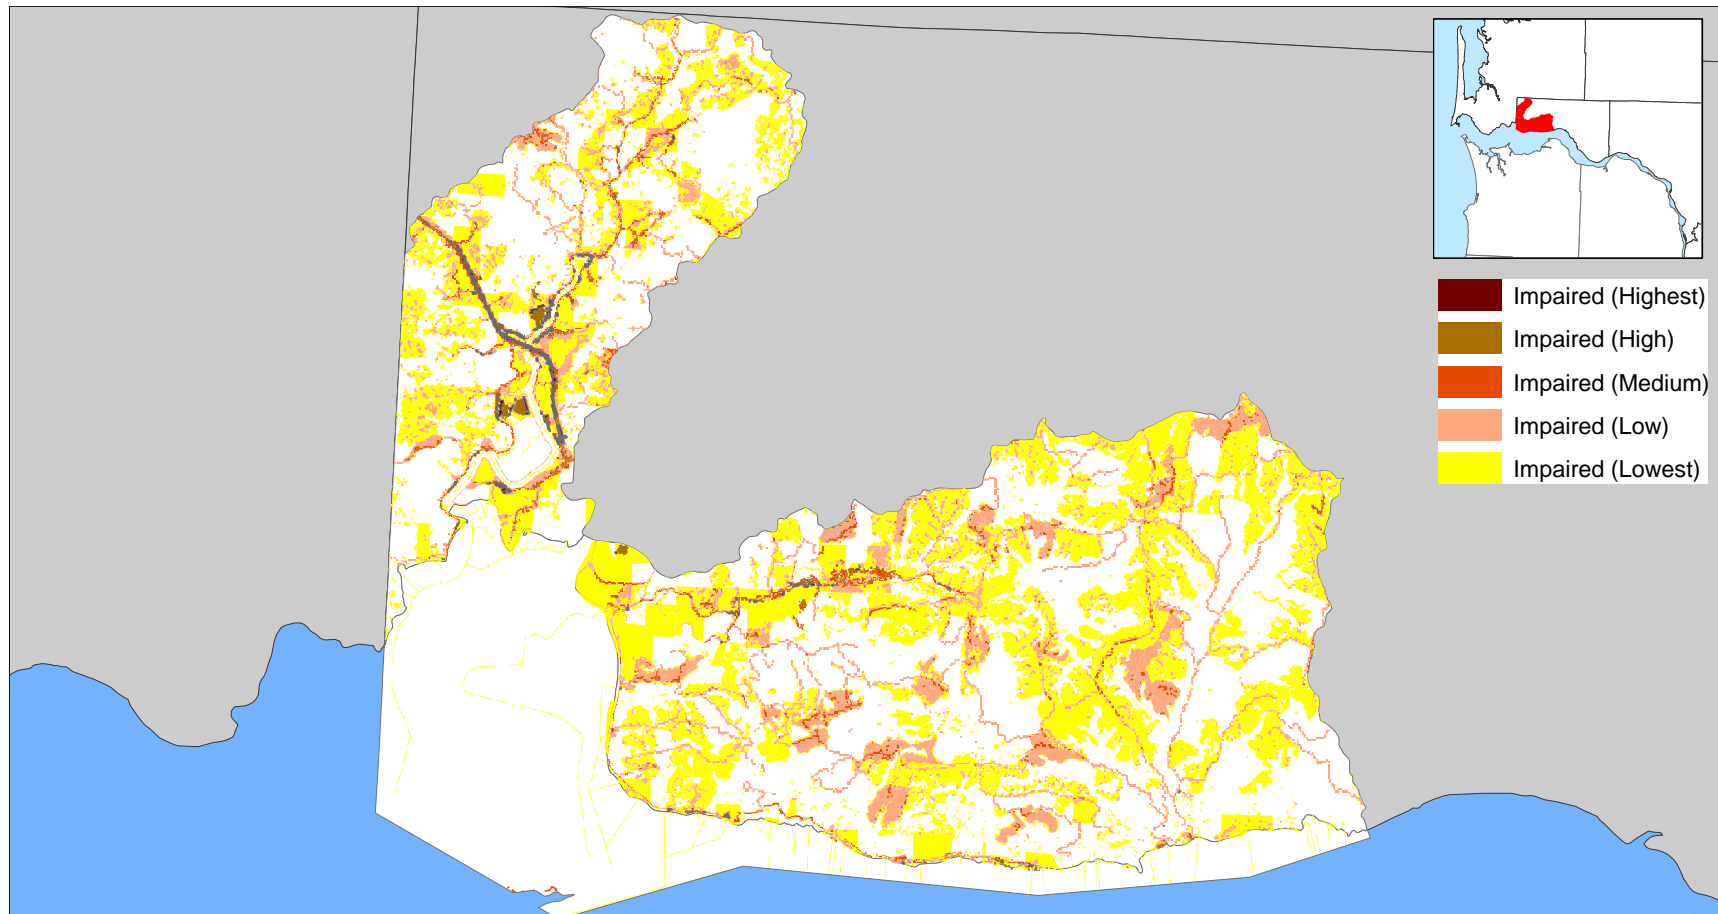 Impaired (Highest)
Impaired (High)
Impaired (Medium)
Impaired (Low)
Impaired (Lowest)